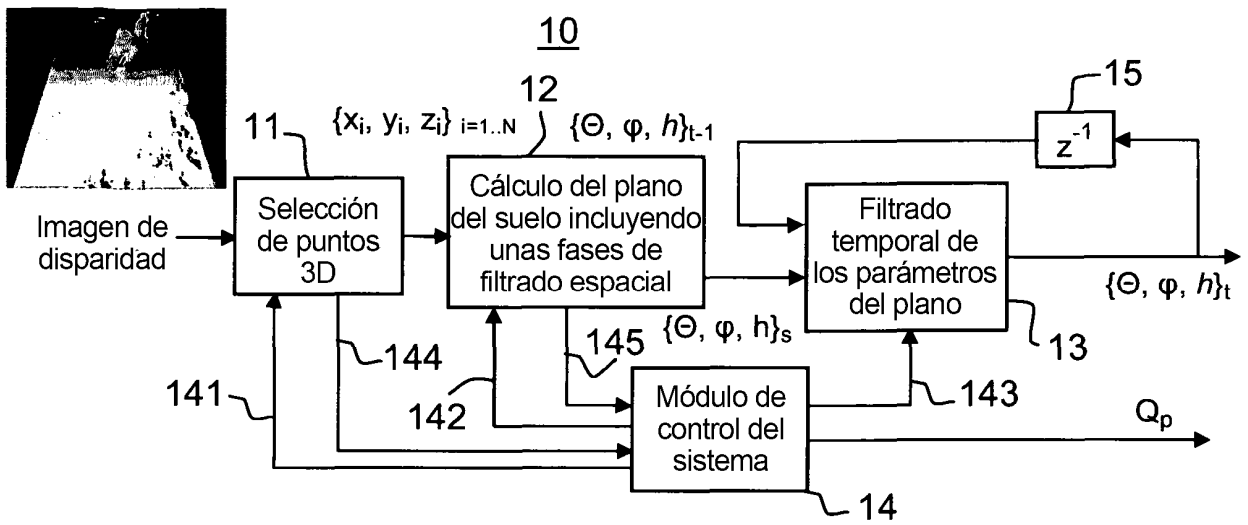 10
15
12
z⁻¹
11
{xᵢ, yᵢ, zᵢ} i=1..N
{Θ, φ, h}t-1
Imagen de
disparidad
Selección
de puntos
3D
Cálculo del plano
del suelo incluyendo
unas fases de
filtrado espacial
Filtrado
temporal de
los parámetros
del plano
{Θ, φ, h}t
{Θ, φ, h}s
13
144
145
141
142
143
Módulo de
control del
sistema
Qp
14